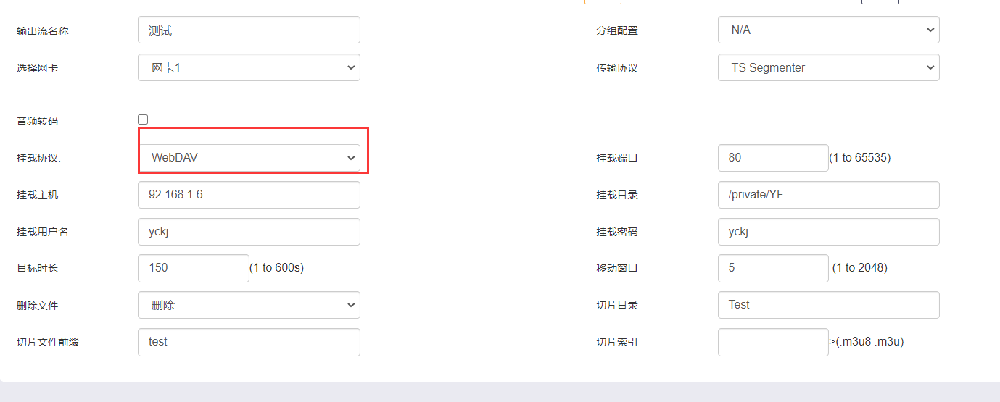 输出流名称 测试 分组配置 N/A
选择网卡 网卡1 传输协议 TS Segmenter
音频转码
挂载协议: WebDAV 挂载端口 80 (1 to 65535)
挂载主机 92.168.1.6 挂载目录 /private/YF
挂载用户名 yckj 挂载密码 yckj
目标时长 150 (1 to 600s) 移动窗口 5 (1 to 2048)
删除文件 删除 切片目录 Test
切片文件前缀 test 切片索引 >(.m3u8 .m3u)